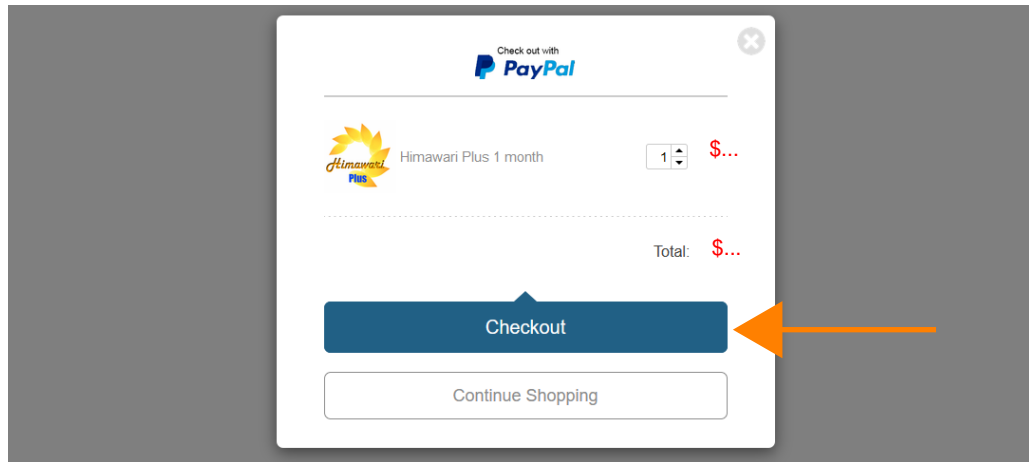 Check out with
PayPal
Himawari
Plus
Himawari Plus 1 month
1
$...
Total:
$...
Checkout
Continue Shopping